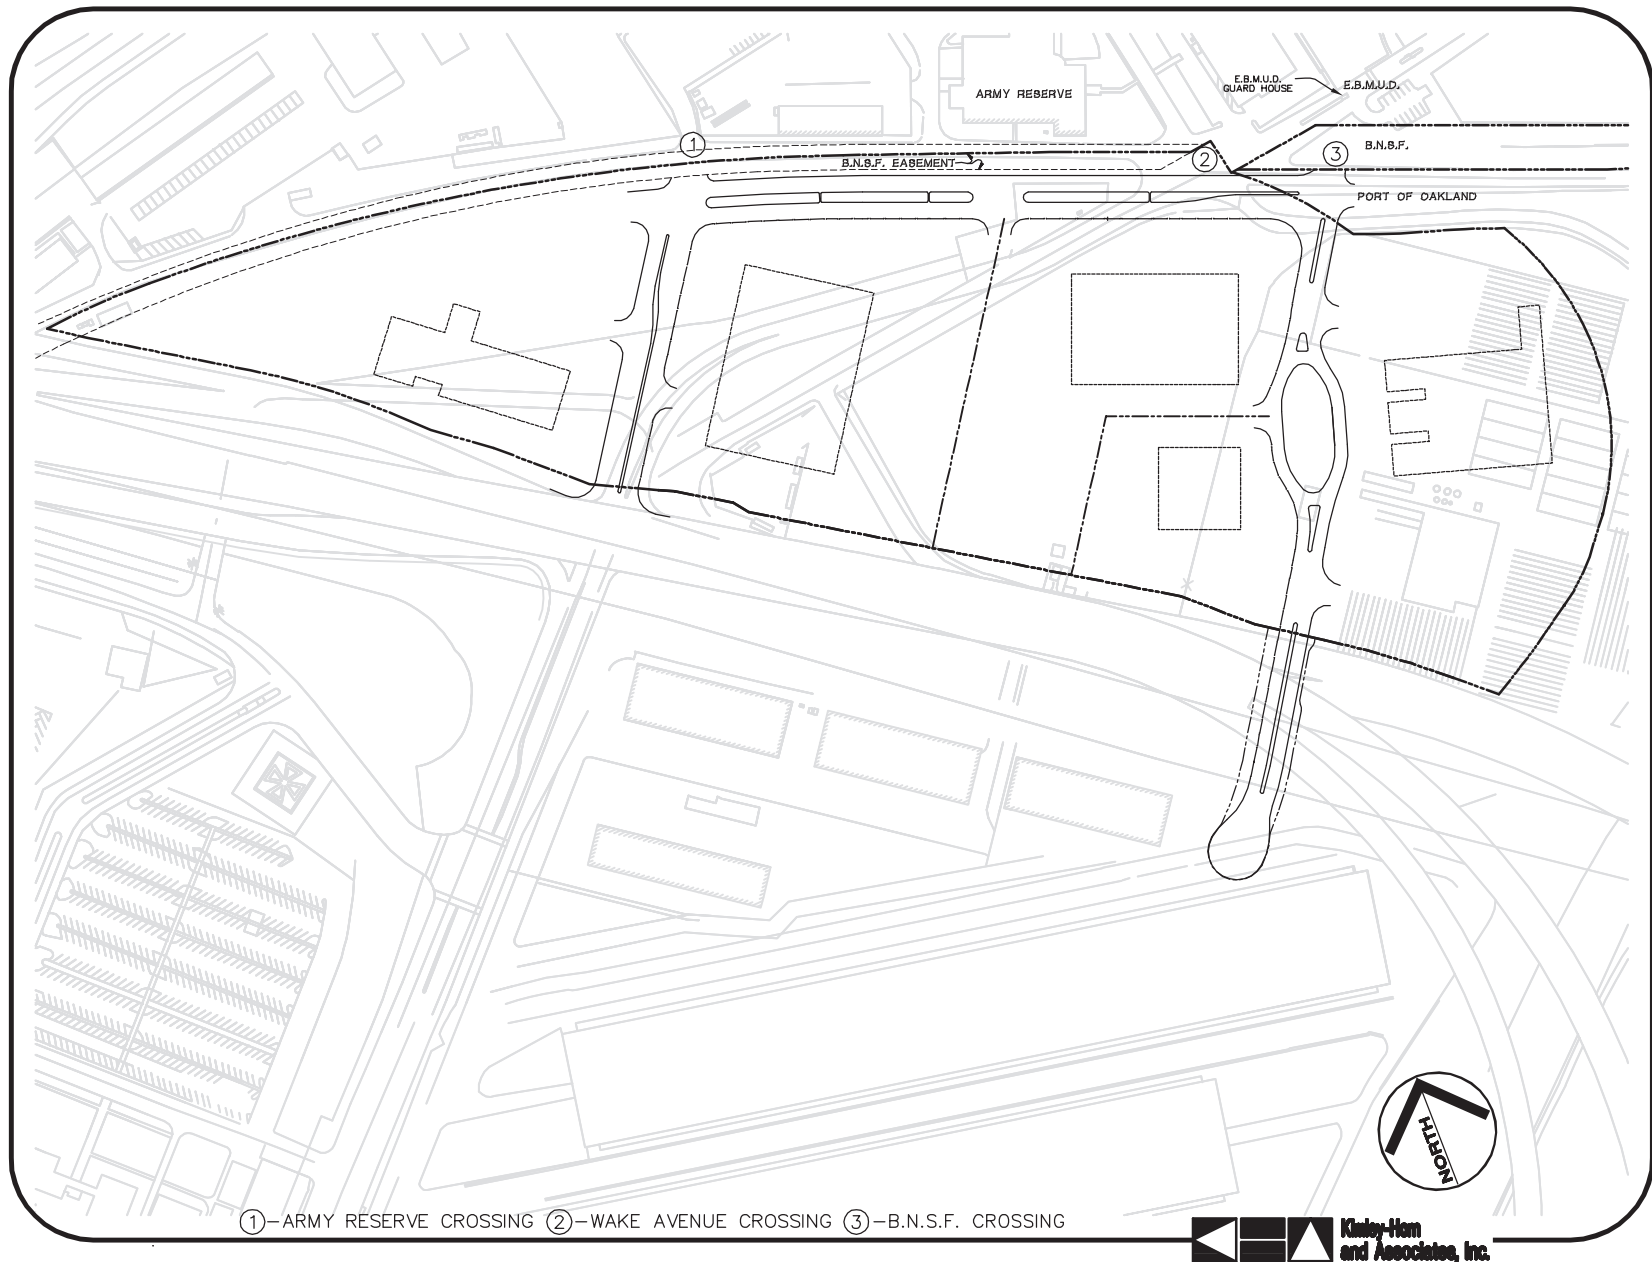 E.B.M.U.D.
GUARD HOUSE
E.B.M.U.D.
ARMY RESERVE
1
B.N.S.F. EASEMENT
2
3
B.N.S.F.
PORT OF OAKLAND
NORTH
1-ARMY RESERVE CROSSING 2-WAKE AVENUE CROSSING 3-B.N.S.F. CROSSING
Kimley-Horn
and Associates, Inc.